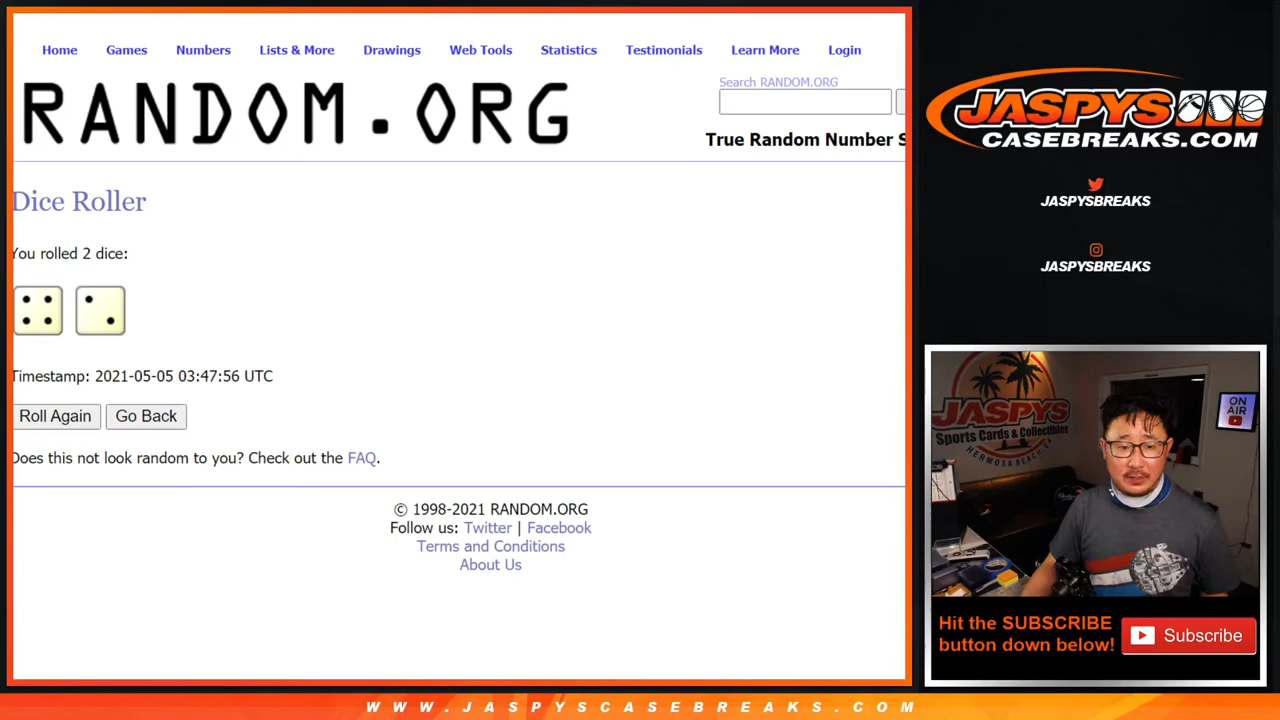 Home Games Numbers Lists & More Drawings Web Tools Statistics Testimonials Learn More Login
RANDOM.ORG
Search RANDOM.ORG
True Random Number S
Dice Roller
You rolled 2 dice:
Timestamp: 2021-05-05 03:47:56 UTC
Roll Again Go Back
Does this not look random to you? Check out the FAQ.
© 1998-2021 RANDOM.ORG
Follow us: Twitter | Facebook
Terms and Conditions
About Us
JASPYS
CASEBREAKS.COM
JASPYSBREAKS
JASPYSBREAKS
JASPYS
Sports Cards & Collectibles
HERMOSA BEACH, CA
ON
AIR
Hit the SUBSCRIBE
button down below!
Subscribe
WWW.JASPYSCASEBREAKS.COM